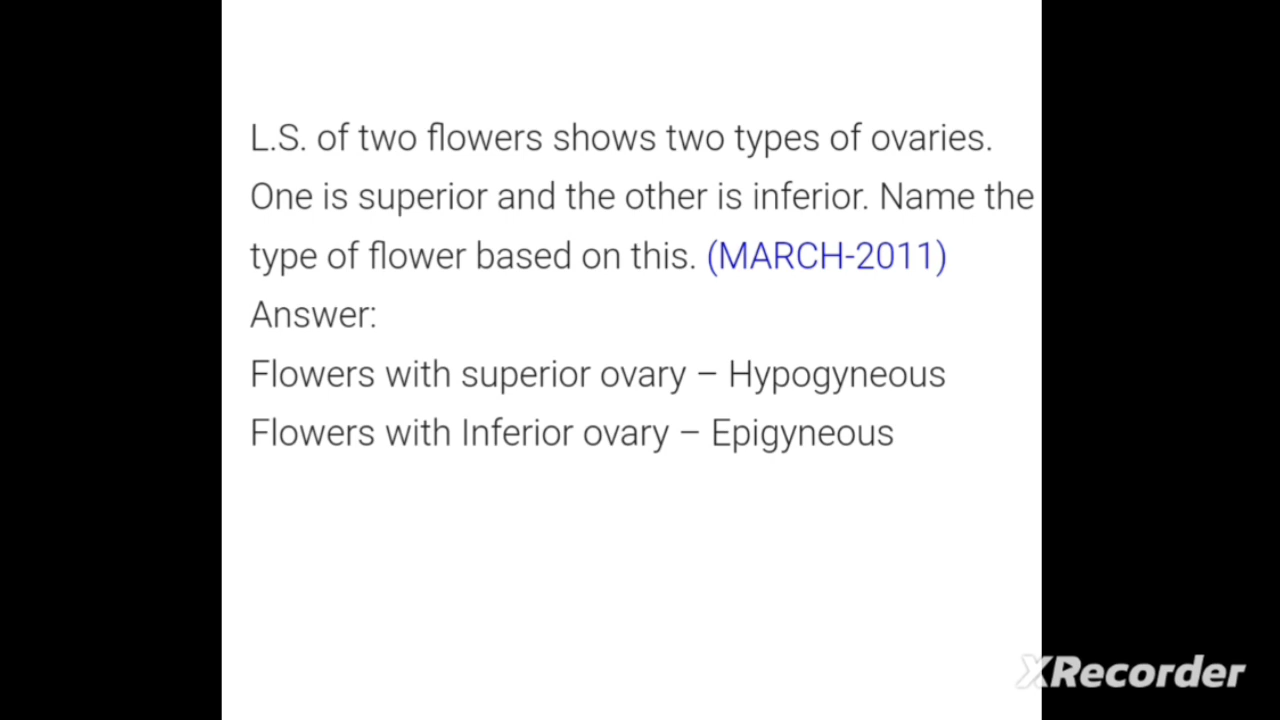 L.S. of two flowers shows two types of ovaries.
One is superior and the other is inferior. Name the
type of flower based on this. (MARCH-2011)
Answer:
Flowers with superior ovary – Hypogyneous
Flowers with Inferior ovary – Epigyneous
XRecorder